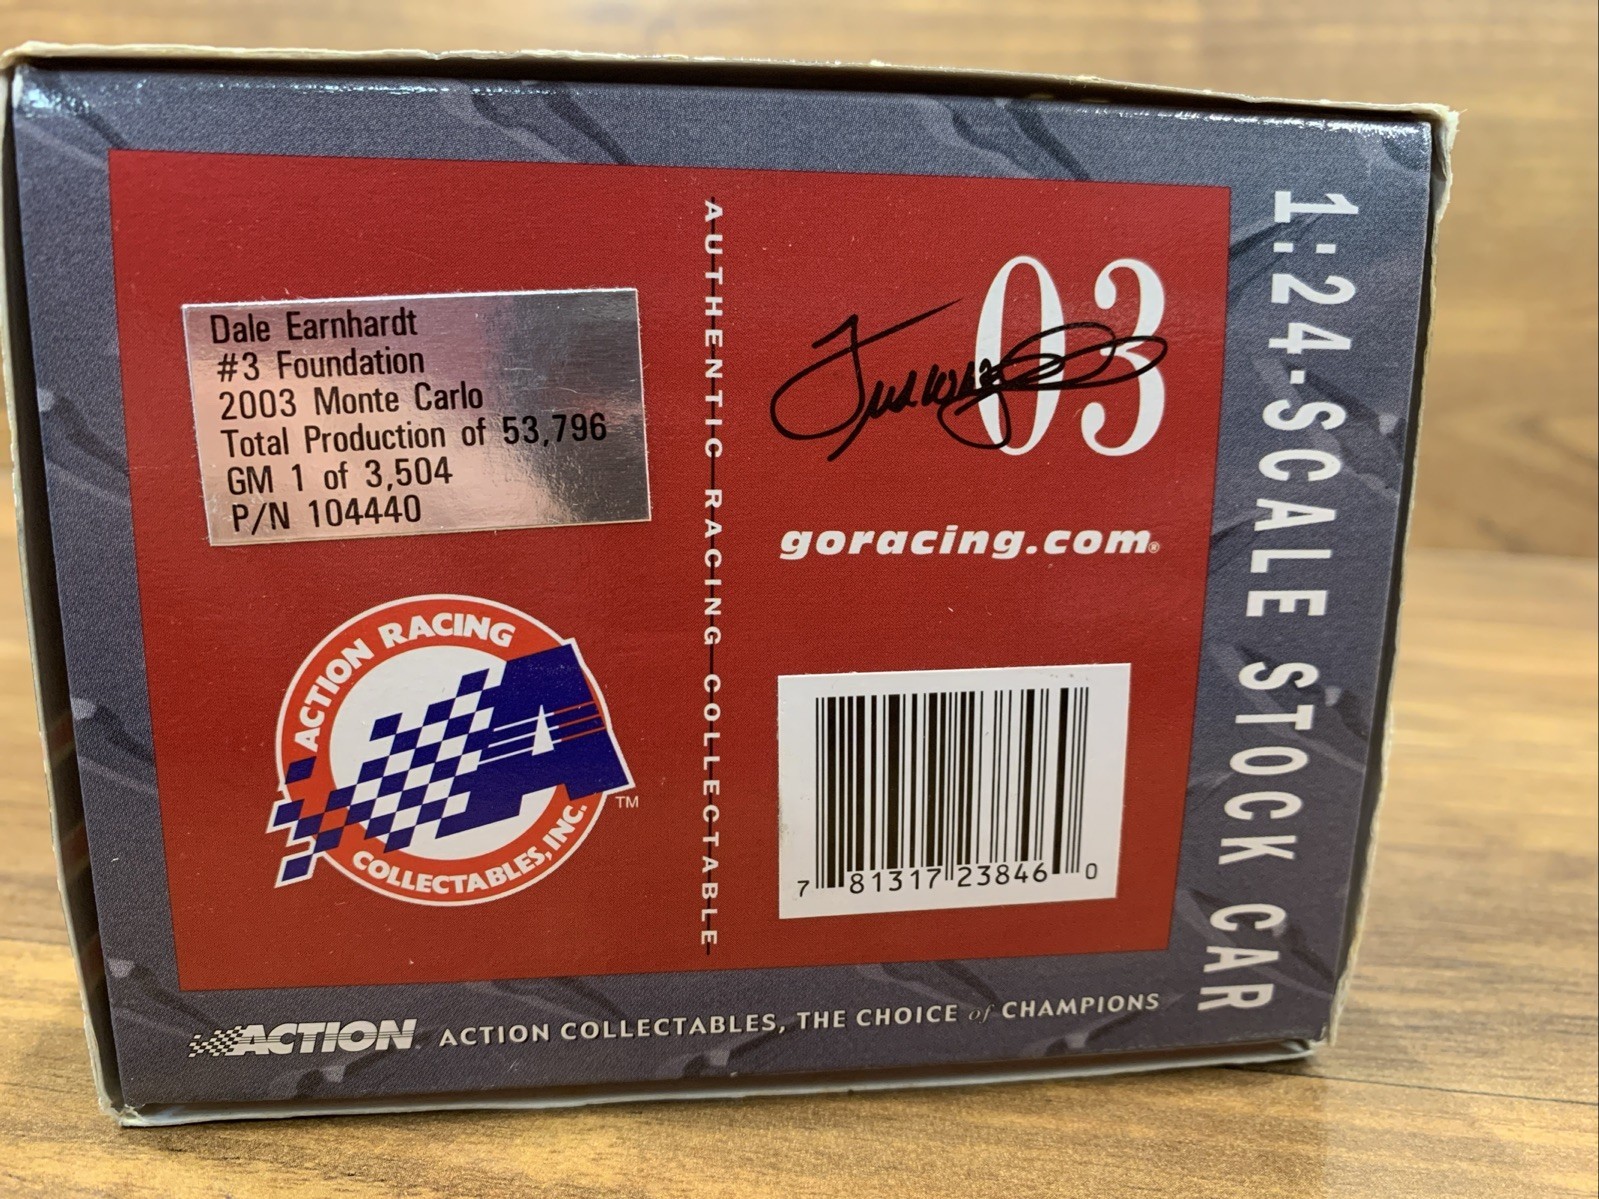 Dale Earnhardt
#3 Foundation
2003 Monte Carlo
Total Production of 53,796
GM 1 of 3,504
P/N 104440
ACTION RACING
COLLECTABLES, INC.
TM
AUTHENTIC RACING COLLECTABLE
03
goracing.com®
7 81317 23846 0
1:24-SCALE STOCK CAR
ACTION
ACTION COLLECTABLES, THE CHOICE of CHAMPIONS